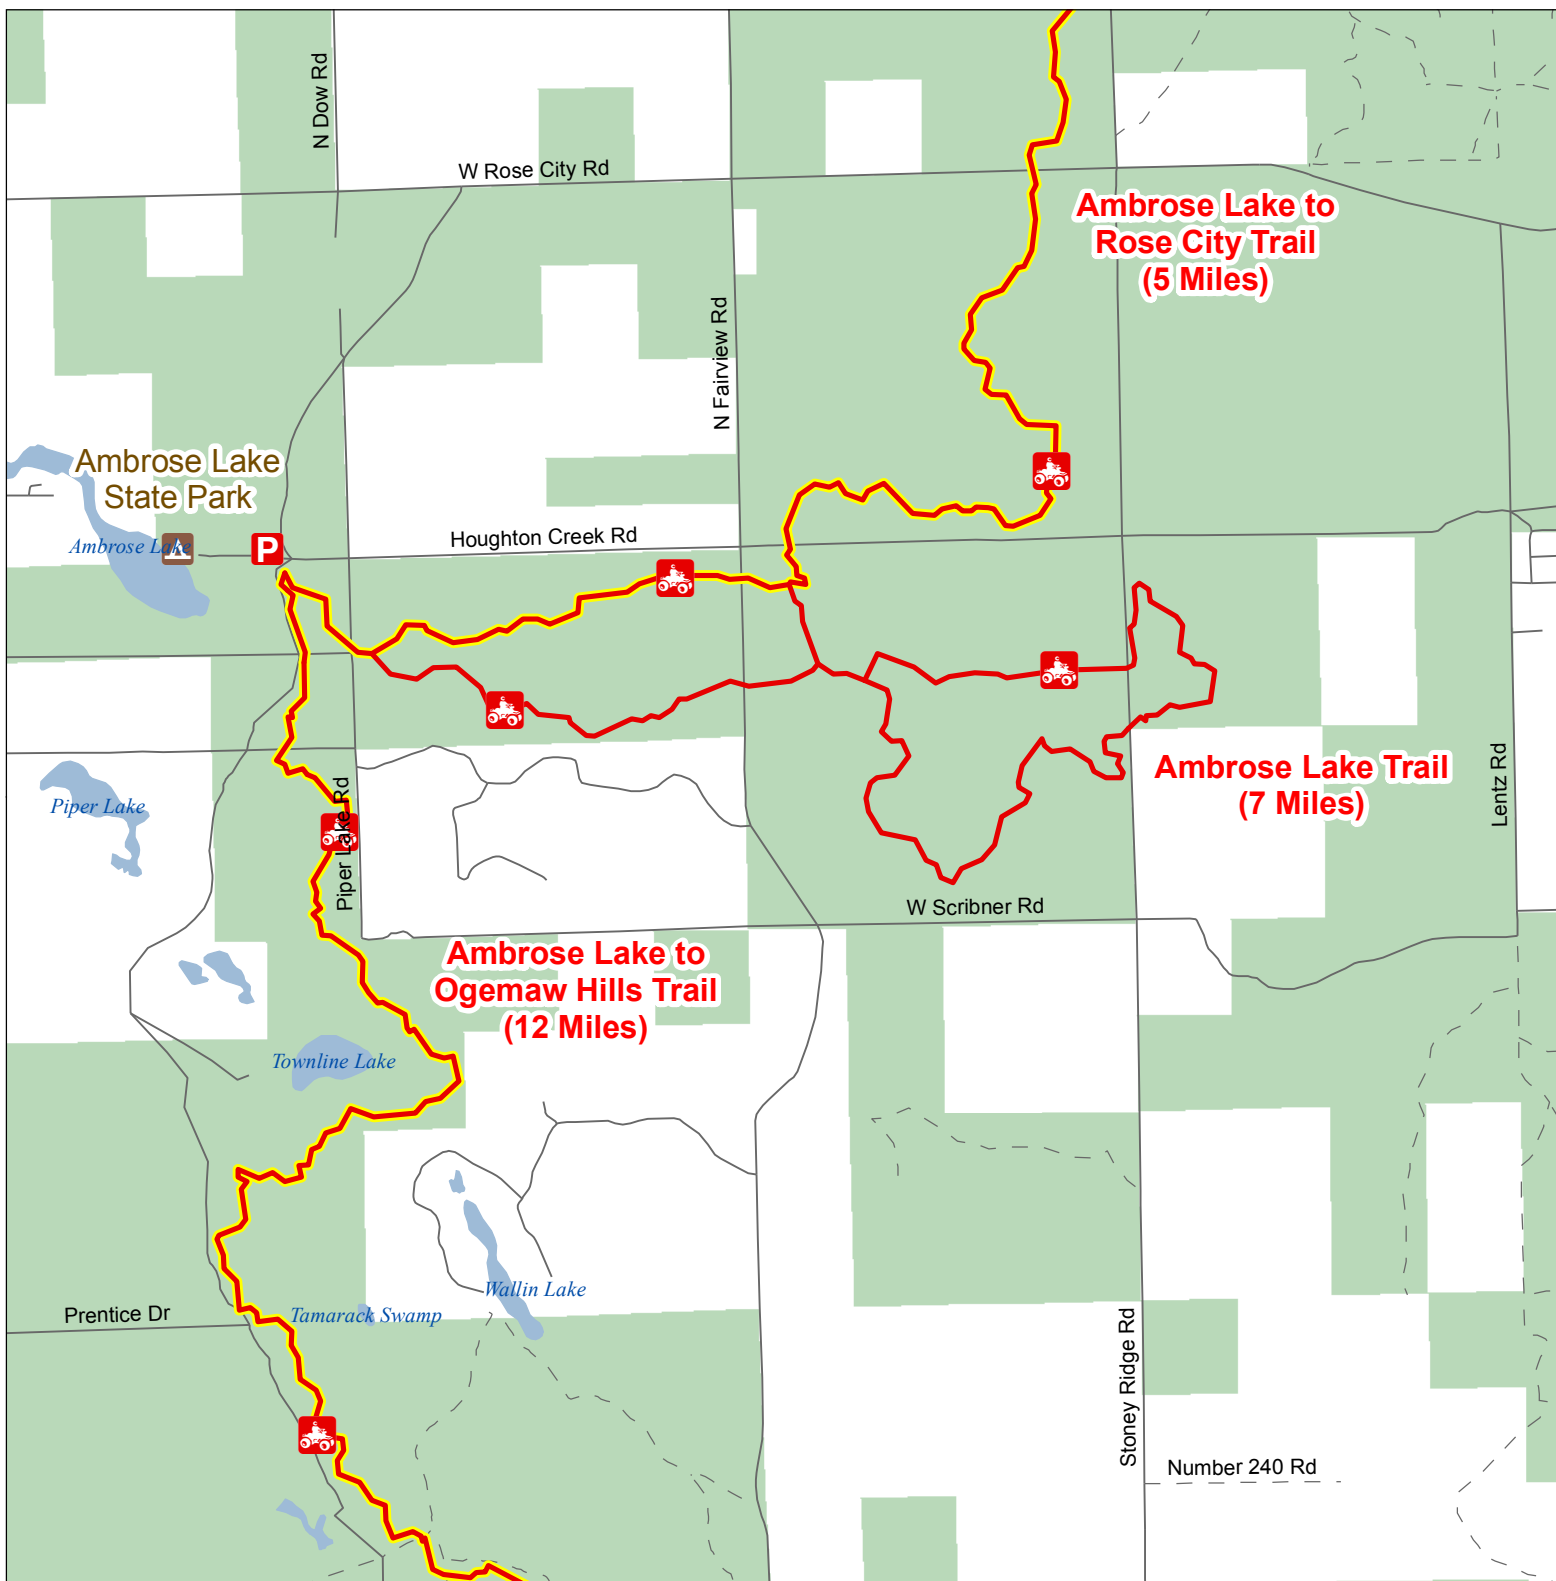 N Dow Rd
W Rose City Rd
Ambrose Lake to
Rose City Trail
(5 Miles)
N Fairview Rd
Ambrose Lake
State Park
Ambrose Lake
P
Houghton Creek Rd
Piper Lake
Piper Lake Rd
Ambrose Lake Trail
(7 Miles)
Lentz Rd
W Scribner Rd
Ambrose Lake to
Ogemaw Hills Trail
(12 Miles)
Townline Lake
Wallin Lake
Prentice Dr
Tamarack Swamp
Stoney Ridge Rd
Number 240 Rd